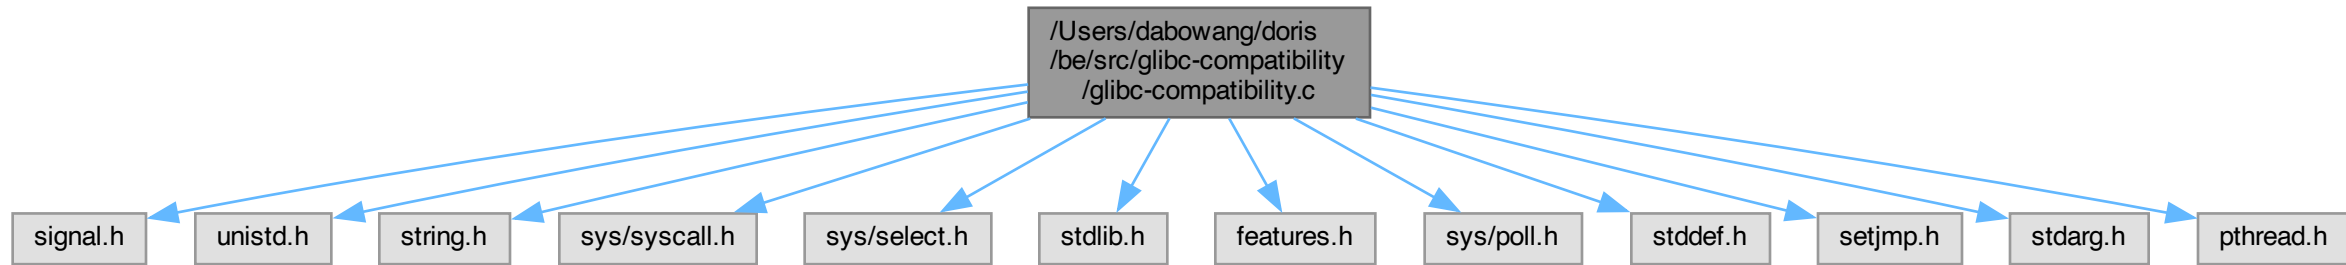 /Users/dabowang/doris
/be/src/glibc-compatibility
/glibc-compatibility.c
signal.h
unistd.h
string.h
sys/syscall.h
sys/select.h
stdlib.h
features.h
sys/poll.h
stddef.h
setjmp.h
stdarg.h
pthread.h